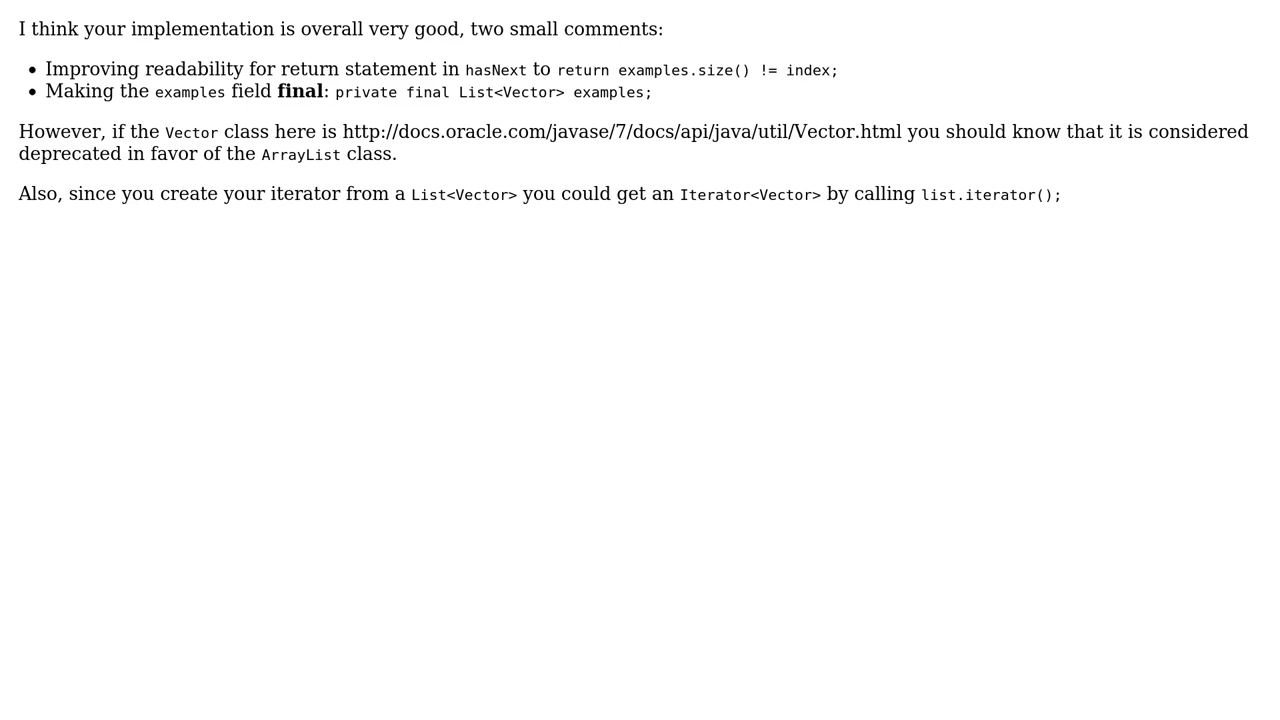 I think your implementation is overall very good, two small comments:
• Improving readability for return statement in hasNext to return examples.size() != index;
• Making the examples field final: private final List<Vector> examples;
However, if the Vector class here is http://docs.oracle.com/javase/7/docs/api/java/util/Vector.html you should know that it is considered
deprecated in favor of the ArrayList class.
Also, since you create your iterator from a List<Vector> you could get an Iterator<Vector> by calling list.iterator();